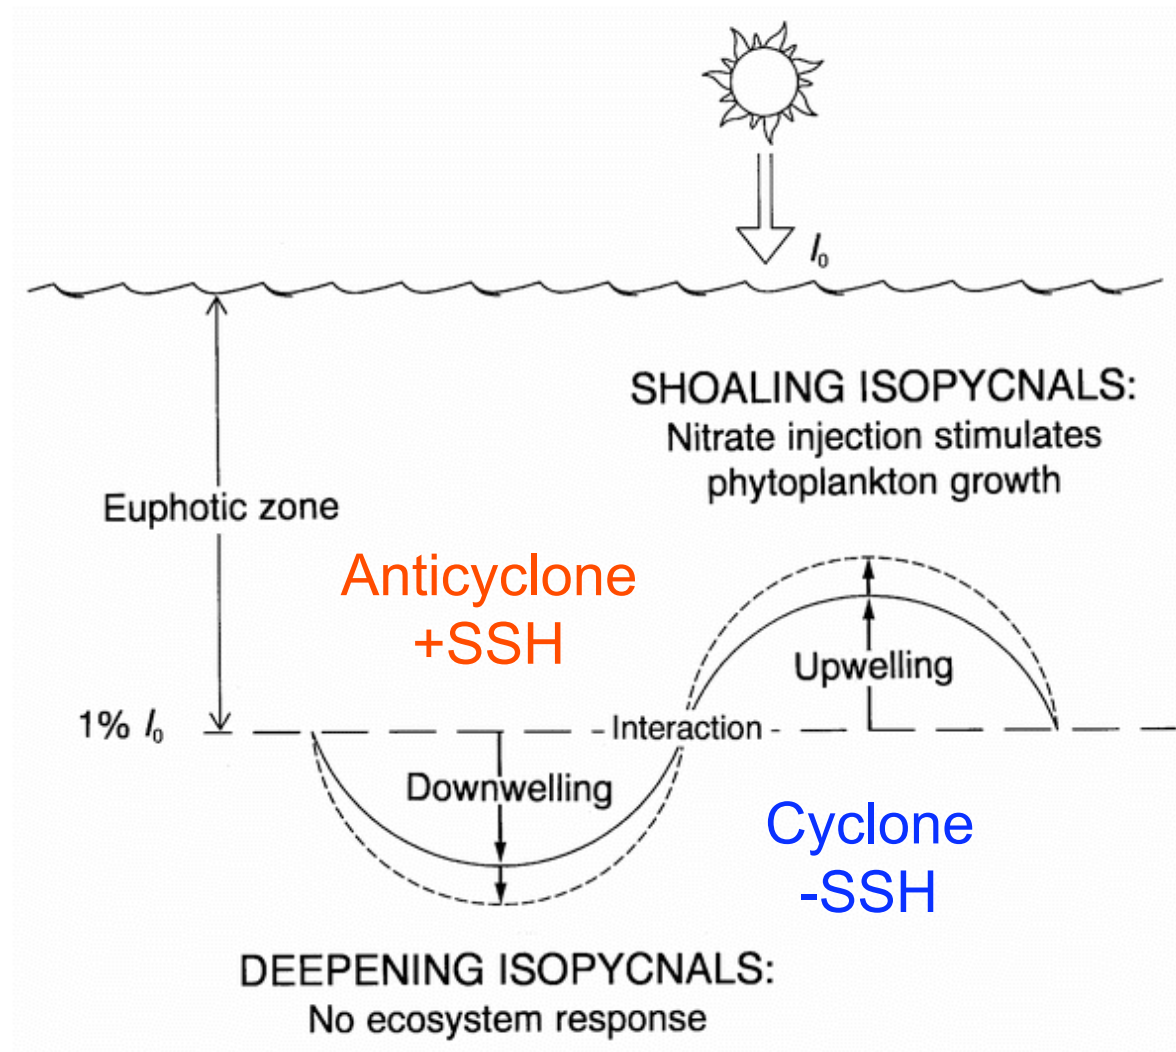 I₀
SHOALING ISOPYCNALS:
Nitrate injection stimulates
phytoplankton growth
Euphotic zone
Anticyclone
+SSH
Upwelling
1% I₀
- Interaction -
Downwelling
Cyclone
-SSH
DEEPENING ISOPYCNALS:
No ecosystem response